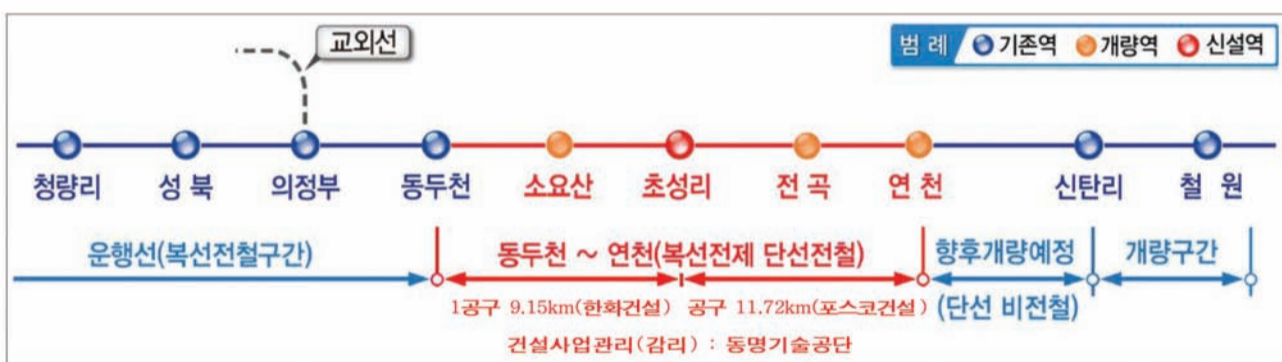 교외선
범 례 기존역 개량역 신설역
청량리 성 북 의정부 동두천 소요산 초성리 전 곡 연 천 신탄리 철 원
운행선(복선전철구간) 동두천 ~ 연천(복선전제 단선전철) 향후개량예정 개량구간
1공구 9.15km(한화건설) 공구 11.72km(포스코건설) (단선 비전철)
건설사업관리(감리) : 동명기술공단